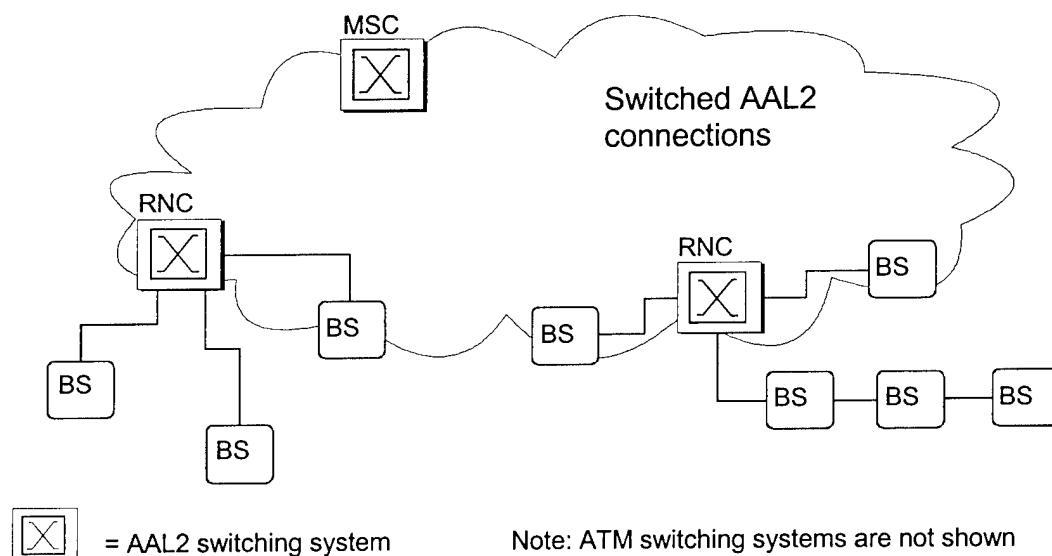 MSC
Switched AAL2
connections
RNC
RNC
BS
BS
BS
BS
BS
BS
BS
BS
= AAL2 switching system
Note: ATM switching systems are not shown